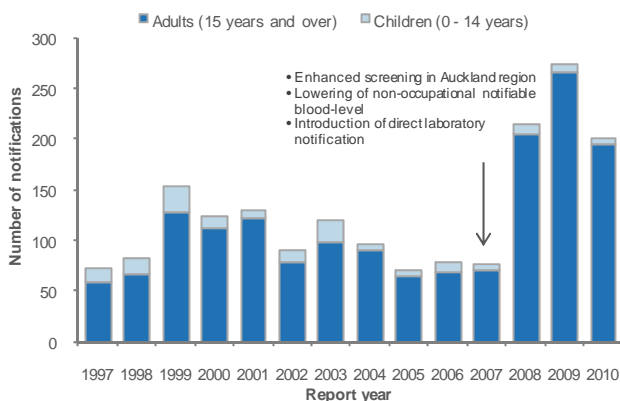 Adults (15 years and over) Children (0 - 14 years)
300
250
200
150
100
50
0
Number of notifications
• Enhanced screening in Auckland region
• Lowering of non-occupational notifiable
blood-level
• Introduction of direct laboratory
notification
1997 1998 1999 2000 2001 2002 2003 2004 2005 2006 2007 2008 2009 2010
Report year